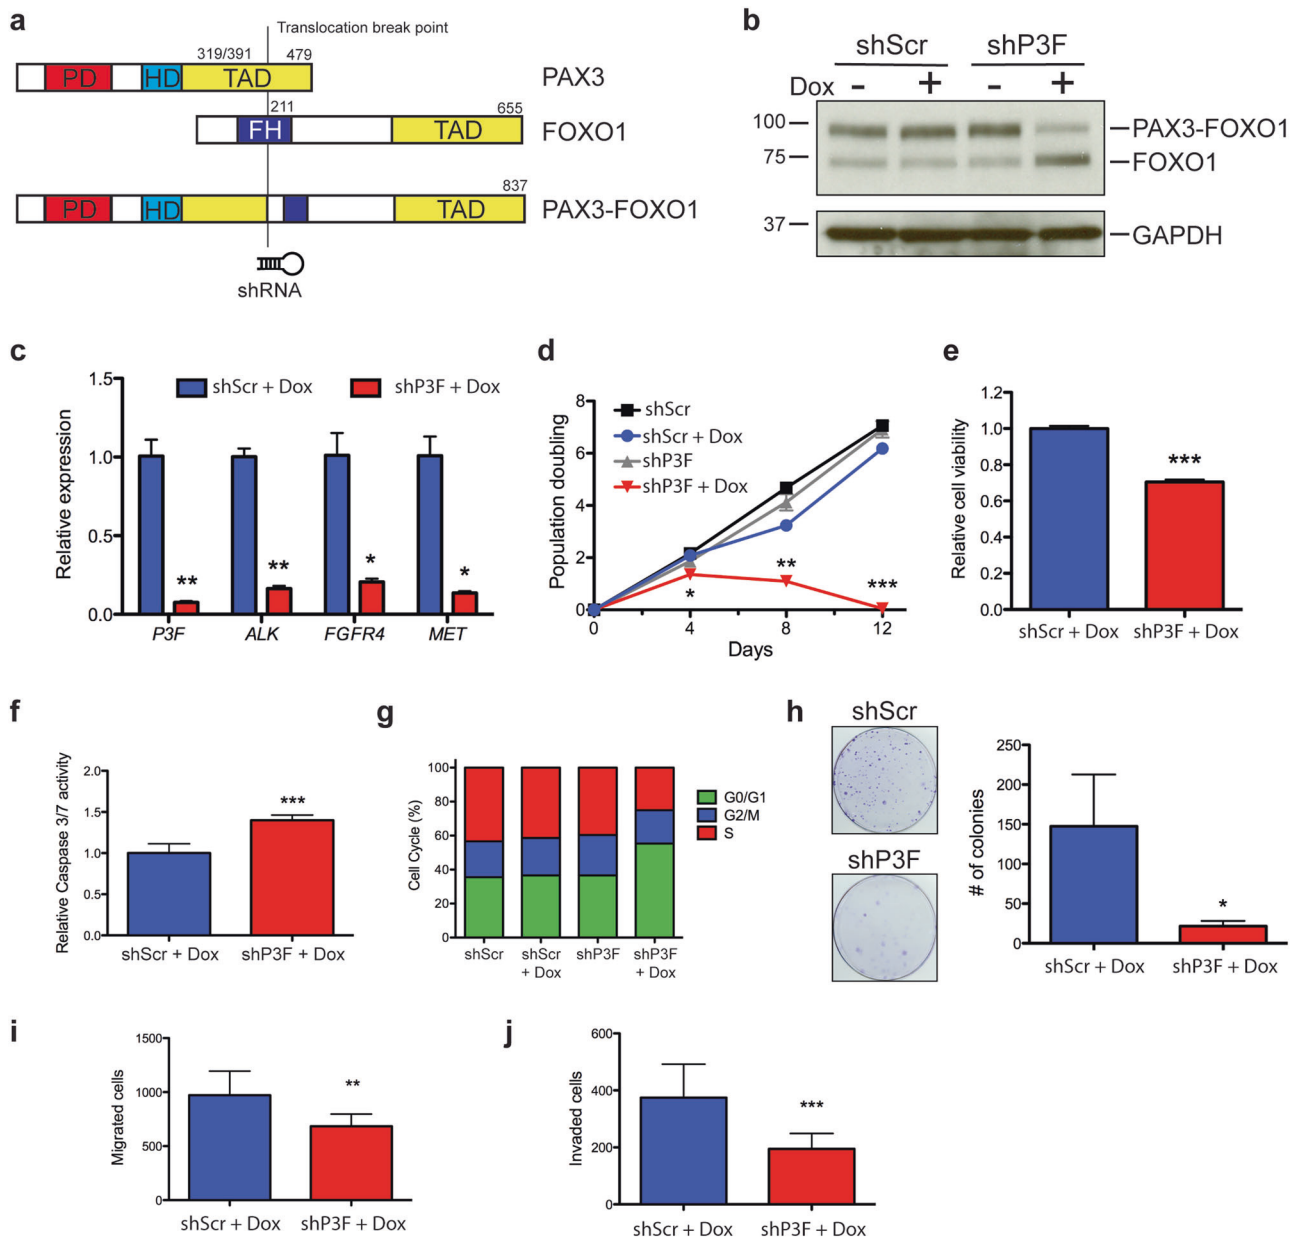 a
Translocation break point
319/391 479
PD HD TAD
PAX3
211 655
FH TAD
FOXO1
837
PD HD TAD
PAX3-FOXO1
shRNA
b
shScr shP3F
Dox - + - +
100
75
37
PAX3-FOXO1
FOXO1
GAPDH
c
Relative expression
1.5
1.0
0.5
0.0
shScr + Dox
shP3F + Dox
** ** * *
P3F ALK FGFR4 MET
d
Population doubling
8
6
4
2
0
shScr
shScr + Dox
shP3F
shP3F + Dox
* ** ***
0 4 8 12
Days
e
Relative cell viability
1.2
1.0
0.8
0.6
0.4
0.2
0.0
***
shScr + Dox shP3F + Dox
f
Relative Caspase 3/7 activity
2.0
1.5
1.0
0.5
0.0
***
shScr + Dox shP3F + Dox
g
Cell Cycle (%)
100
80
60
40
20
0
G0/G1
G2/M
S
shScr shScr + Dox shP3F shP3F + Dox
h
shScr
shP3F
# of colonies
250
200
150
100
50
0
*
shScr + Dox shP3F + Dox
i
Migrated cells
1500
1000
500
0
**
shScr + Dox shP3F + Dox
j
Invaded cells
600
400
200
0
***
shScr + Dox shP3F + Dox